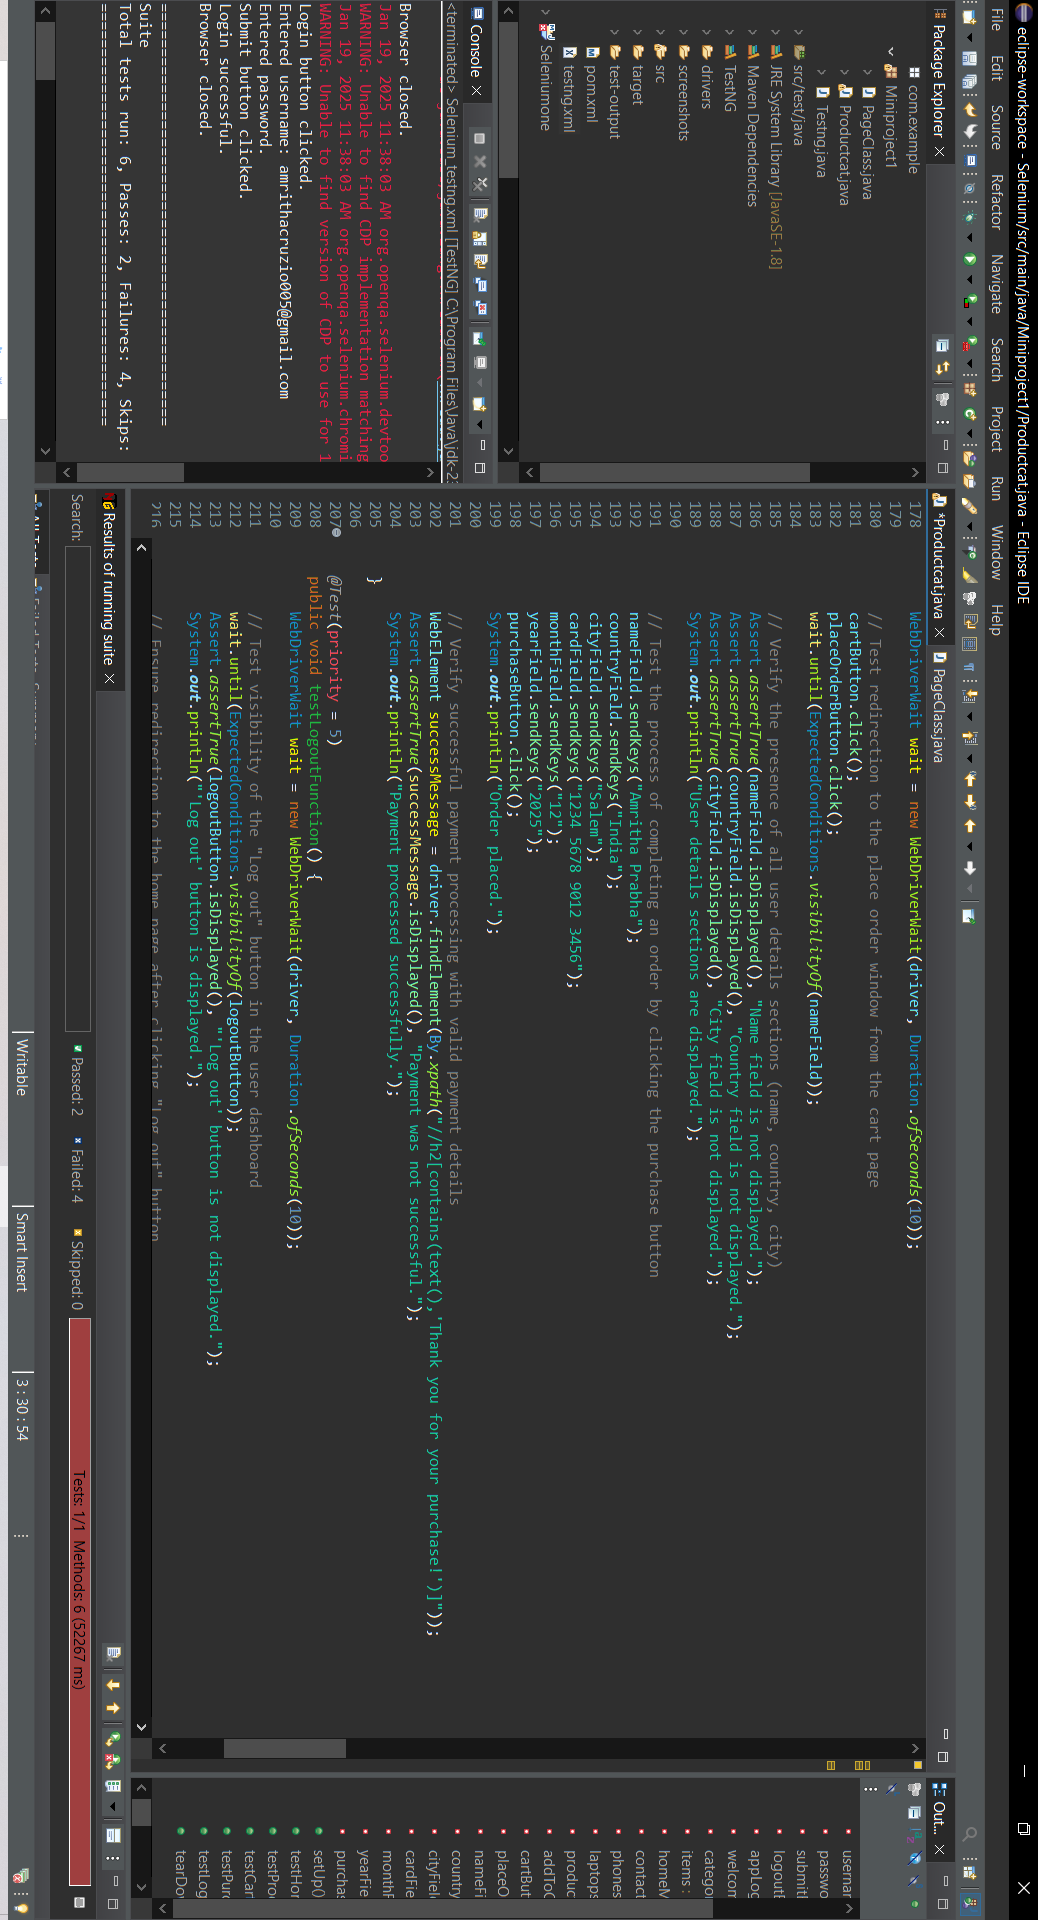 eclipse-workspace - Selenium/src/main/java/Miniproject1/Productcat.java - Eclipse IDE
File Edit Source Refactor Navigate Search Project Run Window Help
Package Explorer
com.example
Miniproject1
PageClass.java
Productcat.java
Testng.java
src/test/java
JRE System Library [JavaSE-1.8]
Maven Dependencies
TestNG
drivers
screenshots
src
target
test-output
pom.xml
testng.xml
Seleniumone
Console
<terminated> Selenium_testng.xml [TestNG] C:\Program Files\Java\jdk-2
Browser closed.
Jan 19, 2025 11:38:03 AM org.openqa.selenium.devtoo
WARNING: Unable to find CDP implementation matching
Jan 19, 2025 11:38:03 AM org.openqa.selenium.chromi
WARNING: Unable to find version of CDP to use for 1
Login button clicked.
Entered username: amrithacruzio005@gmail.com
Entered password.
Submit button clicked.
Login successful.
Browser closed.
===============================================
Suite
Total tests run: 6, Passes: 2, Failures: 4, Skips:
===============================================
*Productcat.java
PageClass.java
178 WebDriverWait wait = new WebDriverWait(driver, Duration.ofSeconds(10));
179
180 // Test redirection to the place order window from the cart page
181 cartButton.click();
182 placeOrderButton.click();
183 wait.until(ExpectedConditions.visibilityOf(nameField));
184
185 // Verify the presence of all user details sections (name, country, city)
186 Assert.assertTrue(nameField.isDisplayed(), "Name field is not displayed.");
187 Assert.assertTrue(countryField.isDisplayed(), "Country field is not displayed.");
188 Assert.assertTrue(cityField.isDisplayed(), "City field is not displayed.");
189 System.out.println("User details sections are displayed.");
190
191 // Test the process of completing an order by clicking the purchase button
192 nameField.sendKeys("Amritha Prabha");
193 countryField.sendKeys("India");
194 cityField.sendKeys("Salem");
195 cardField.sendKeys("1234 5678 9012 3456");
196 monthField.sendKeys("12");
197 yearField.sendKeys("2025");
198 purchaseButton.click();
199 System.out.println("Order placed.");
200
201 // Verify successful payment processing with valid payment details
202 WebElement successMessage = driver.findElement(By.xpath("//h2[contains(text(),'Thank you for your purchase!')]"));
203 Assert.assertTrue(successMessage.isDisplayed(), "Payment was not successful.");
204 System.out.println("Payment processed successfully.");
205 }
206
207 @Test(priority = 5)
208 public void testLogoutFunction() {
209 WebDriverWait wait = new WebDriverWait(driver, Duration.ofSeconds(10));
210
211 // Test visibility of the "Log out" button in the user dashboard
212 wait.until(ExpectedConditions.visibilityOf(logoutButton));
213 Assert.assertTrue(logoutButton.isDisplayed(), "'Log out' button is not displayed.");
214 System.out.println("'Log out' button is displayed.");
215
216 // Ensure redirection to the home page after clicking "Log out" button
Results of running suite
Search:
Passed: 2
Failed: 4
Skipped: 0
Tests: 1/1 Methods: 6 (52267 ms)
Out...
usernar
passwo
submitl
logoutE
appLog
welcom
catego
items :
homeM
contact
phones
laptops
produc
addToC
cartBut
placeO
nameFi
country
cityFiel
cardFie
monthF
yearFie
purchas
setUp()
testHor
testPro
testCar
testPur
testLog
tearDo
Writable
Smart Insert
3 : 30 : 54